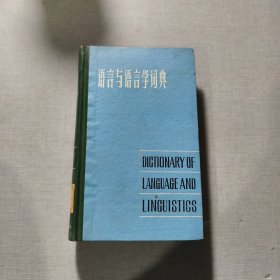 语言与语言学词典
DICTIONARY OF
LANGUAGE AND
LINGUISTICS